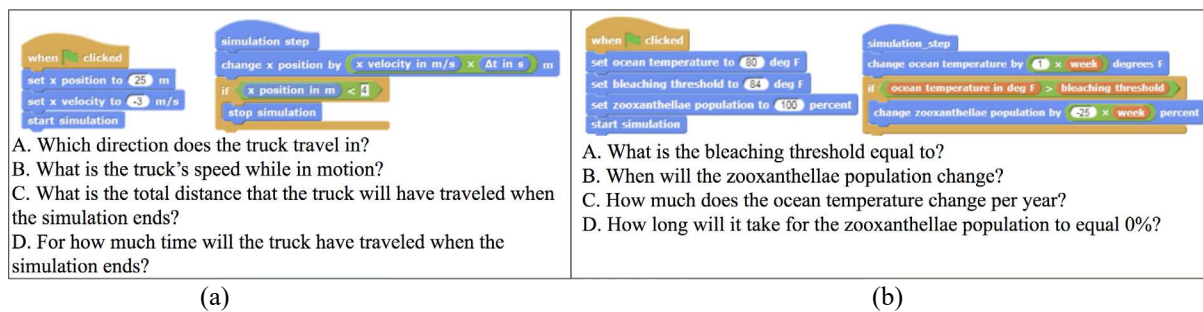 when clicked
set x position to 25 m
set x velocity to -3 m/s
start simulation
simulation step
change x position by x velocity in m/s × Δt in s m
if x position in m < 4
stop simulation
A. Which direction does the truck travel in?
B. What is the truck's speed while in motion?
C. What is the total distance that the truck will have traveled when
the simulation ends?
D. For how much time will the truck have traveled when the
simulation ends?
(a)
when clicked
set ocean temperature to 80 deg F
set bleaching threshold to 84 deg F
set zooxanthellae population to 100 percent
start simulation
simulation_step
change ocean temperature by 1 × week degrees F
if ocean temperature in deg F > bleaching threshold
change zooxanthellae population by -25 × week percent
A. What is the bleaching threshold equal to?
B. When will the zooxanthellae population change?
C. How much does the ocean temperature change per year?
D. How long will it take for the zooxanthellae population to equal 0%?
(b)